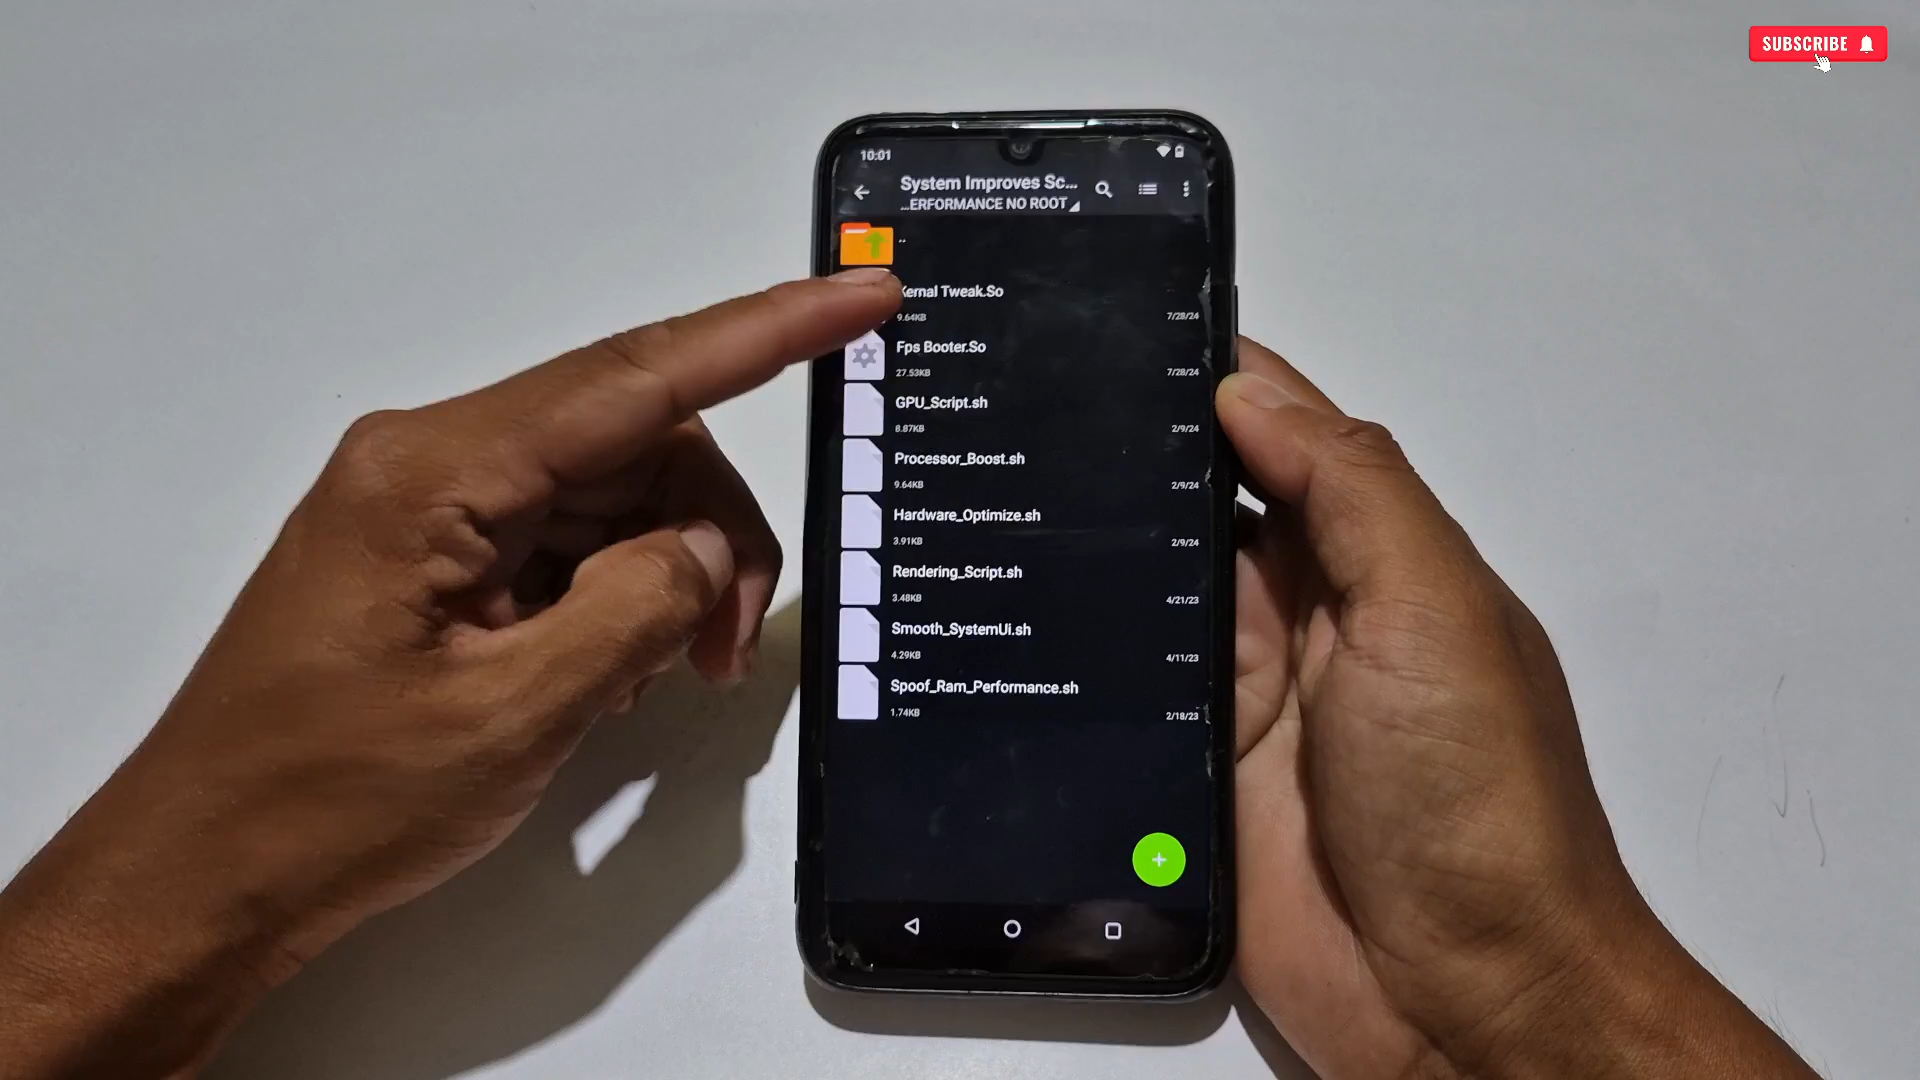 SUBSCRIBE
10:01
System Improves Sc...
...ERFORMANCE NO ROOT
..
Kernal Tweak.So
9.64KB
7/28/24
Fps Booter.So
27.53KB
7/28/24
GPU_Script.sh
8.87KB
2/9/24
Processor_Boost.sh
9.64KB
2/9/24
Hardware_Optimize.sh
3.91KB
2/9/24
Rendering_Script.sh
3.48KB
4/21/23
Smooth_SystemUi.sh
4.29KB
4/11/23
Spoof_Ram_Performance.sh
1.74KB
2/18/23